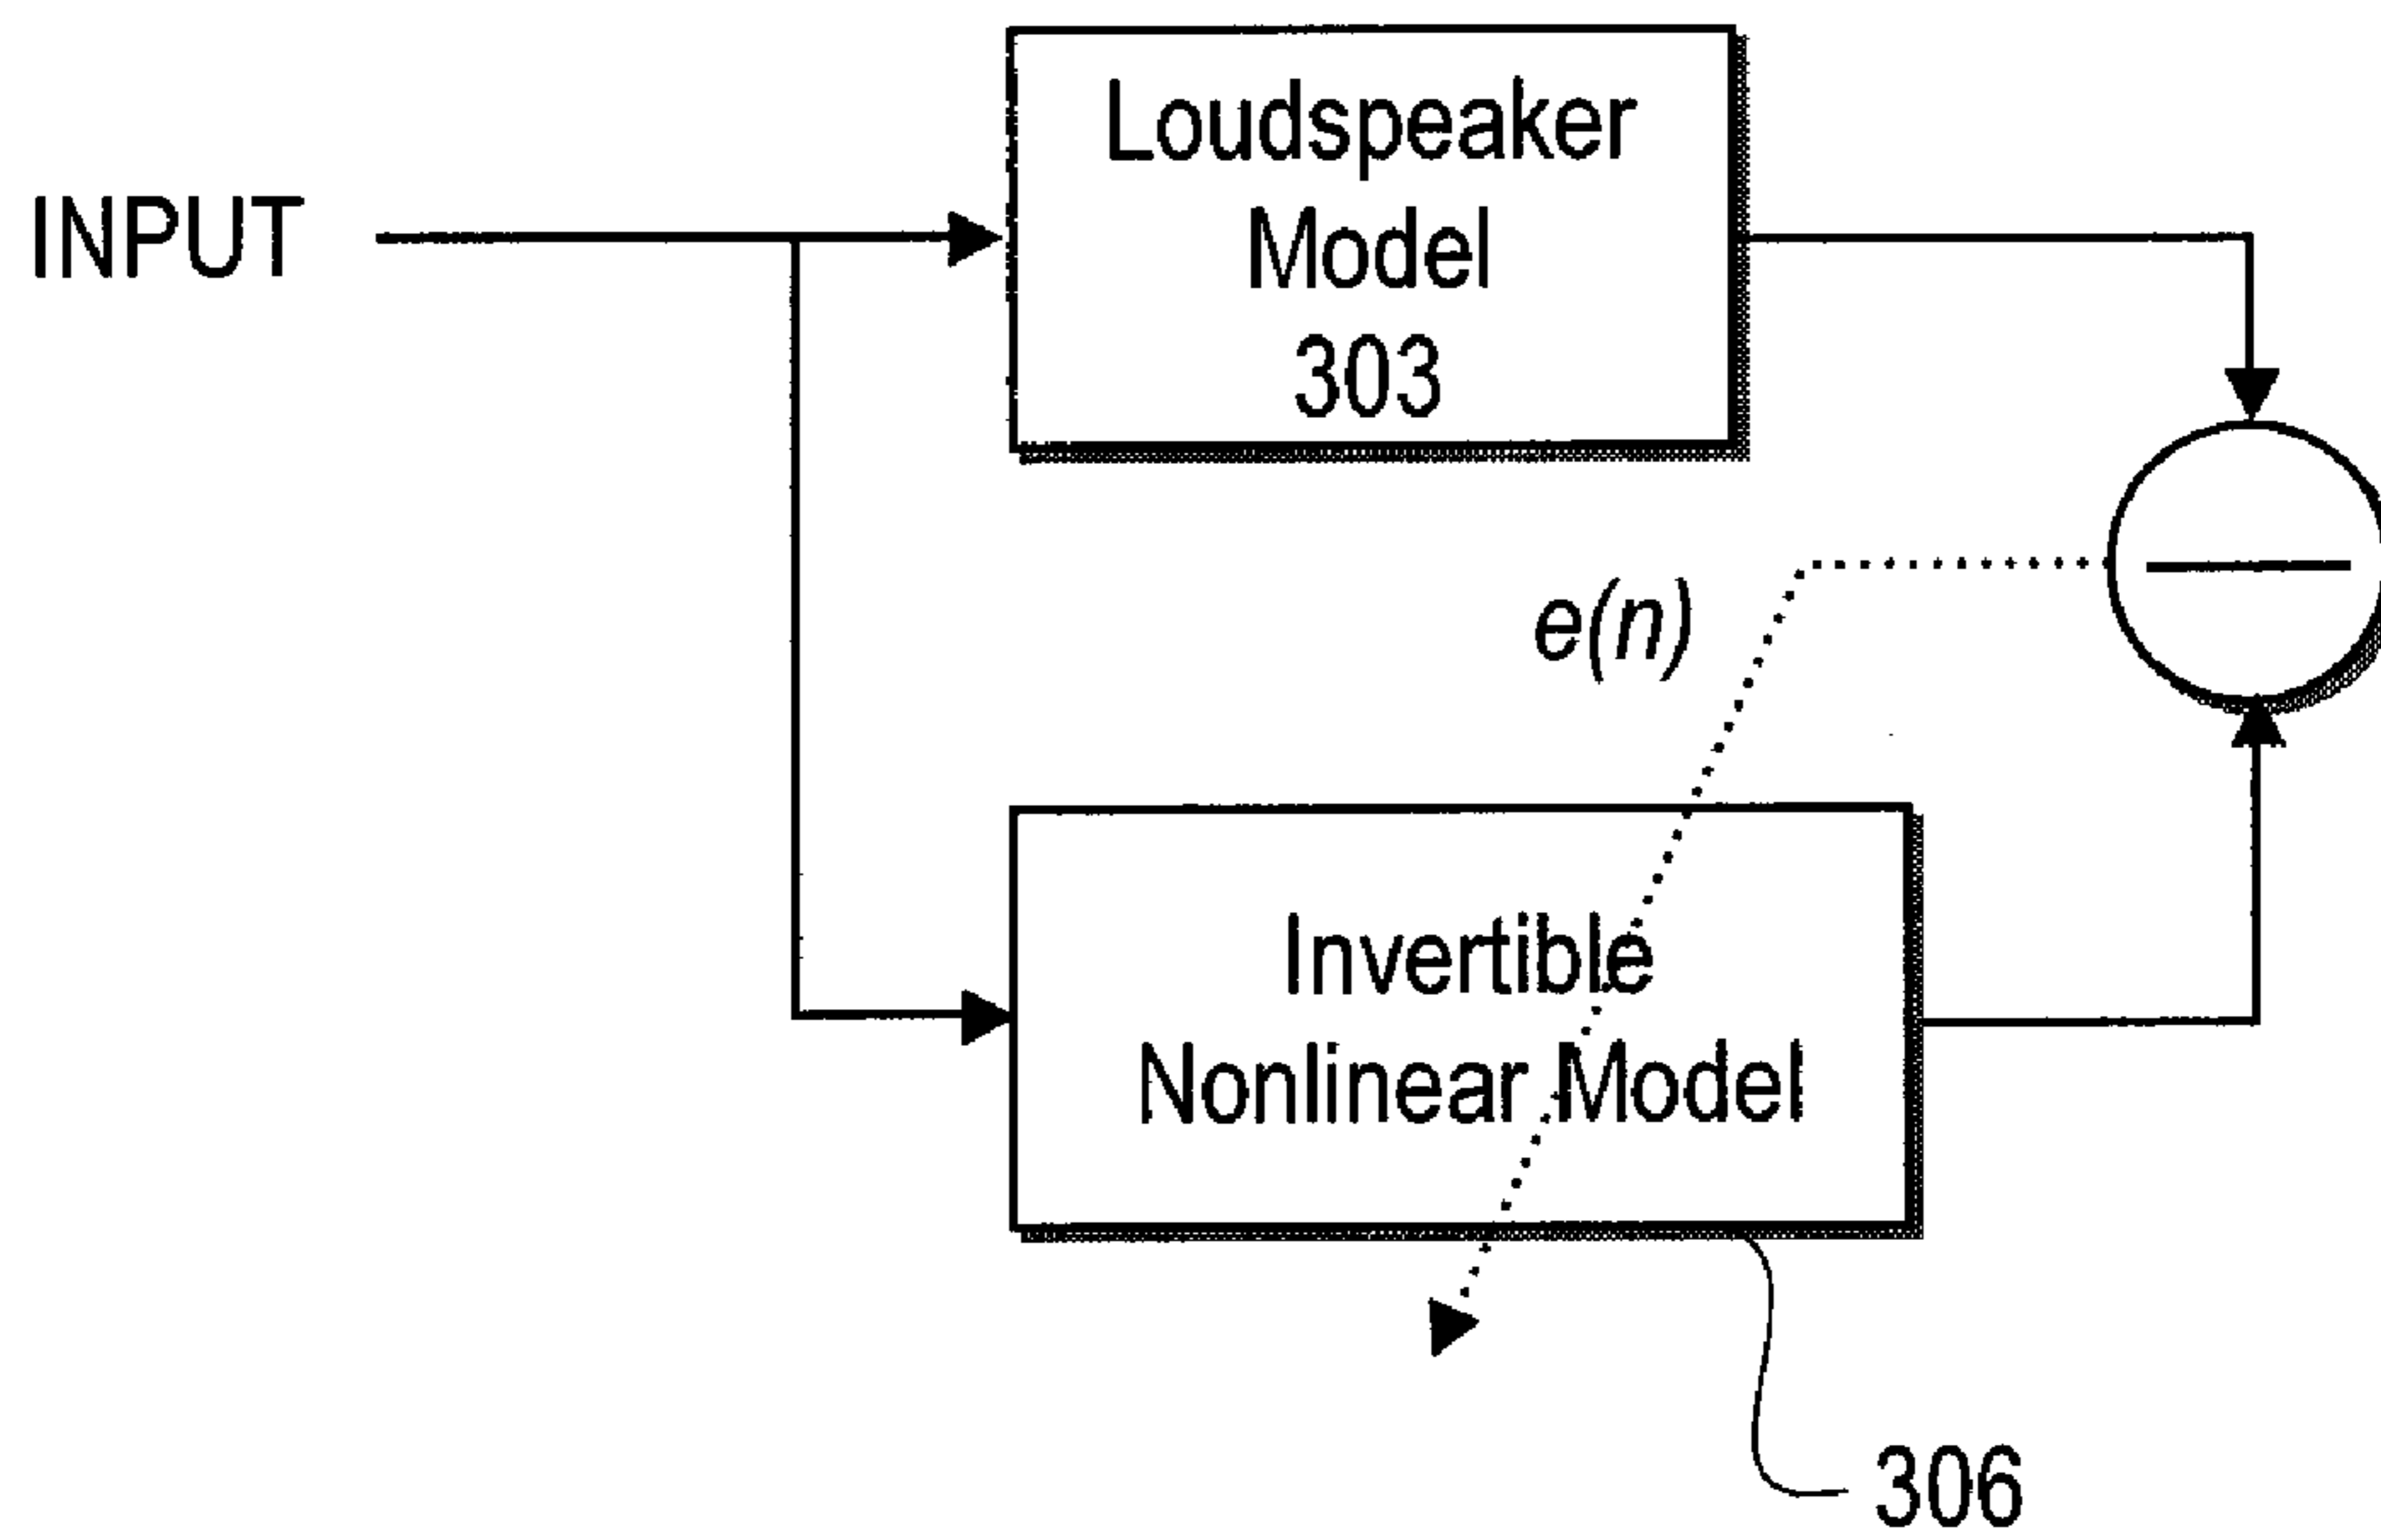 INPUT
Loudspeaker
Model
303
e(n)
Invertible
Nonlinear Model
306